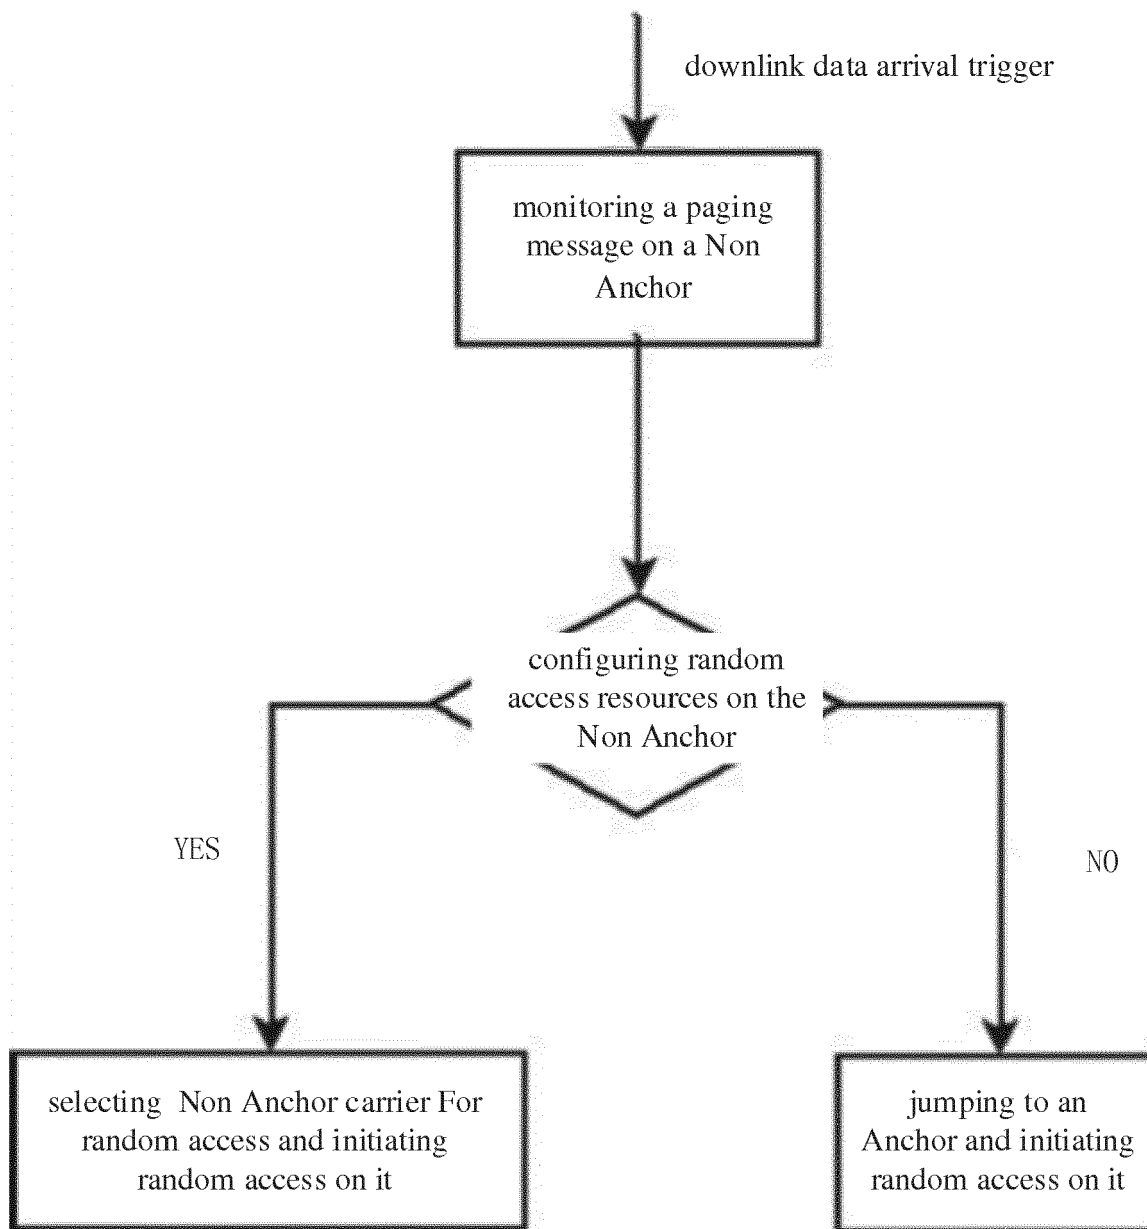 downlink data arrival trigger
monitoring a paging
message on a Non
Anchor
configuring random
access resources on the
Non Anchor
YES
NO
selecting Non Anchor carrier For
random access and initiating
random access on it
jumping to an
Anchor and initiating
random access on it